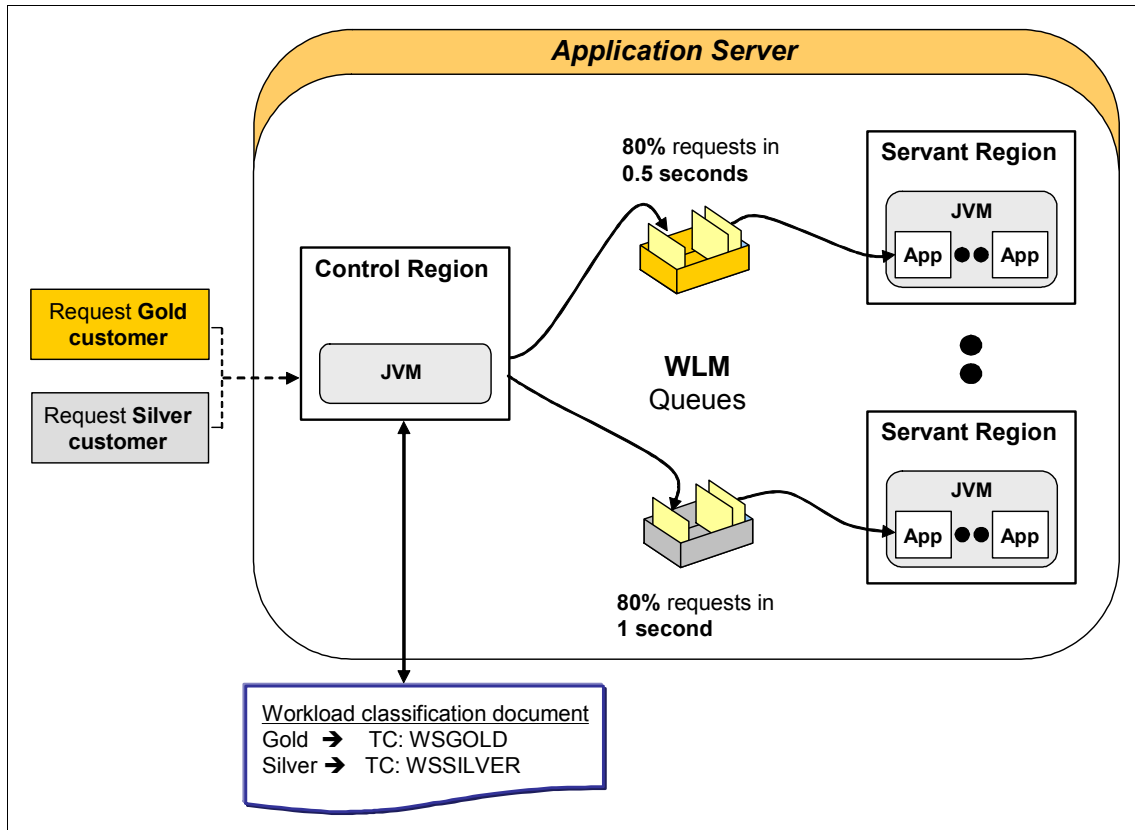 Application Server
80% requests in
0.5 seconds
Servant Region
JVM
App
App
Control Region
JVM
Request Gold
customer
Request Silver
customer
WLM
Queues
Servant Region
JVM
App
App
80% requests in
1 second
Workload classification document
Gold ➔ TC: WSGOLD
Silver ➔ TC: WSSILVER